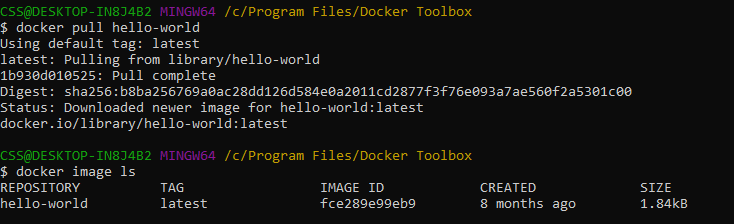 CSS@DESKTOP-IN8J4B2 MINGW64 /c/Program Files/Docker Toolbox
$ docker pull hello-world
Using default tag: latest
latest: Pulling from library/hello-world
1b930d010525: Pull complete
Digest: sha256:b8ba256769a0ac28dd126d584e0a2011cd2877f3f76e093a7ae560f2a5301c00
Status: Downloaded newer image for hello-world:latest
docker.io/library/hello-world:latest
CSS@DESKTOP-IN8J4B2 MINGW64 /c/Program Files/Docker Toolbox
$ docker image ls
REPOSITORY TAG IMAGE ID CREATED SIZE
hello-world latest fce289e99eb9 8 months ago 1.84kB